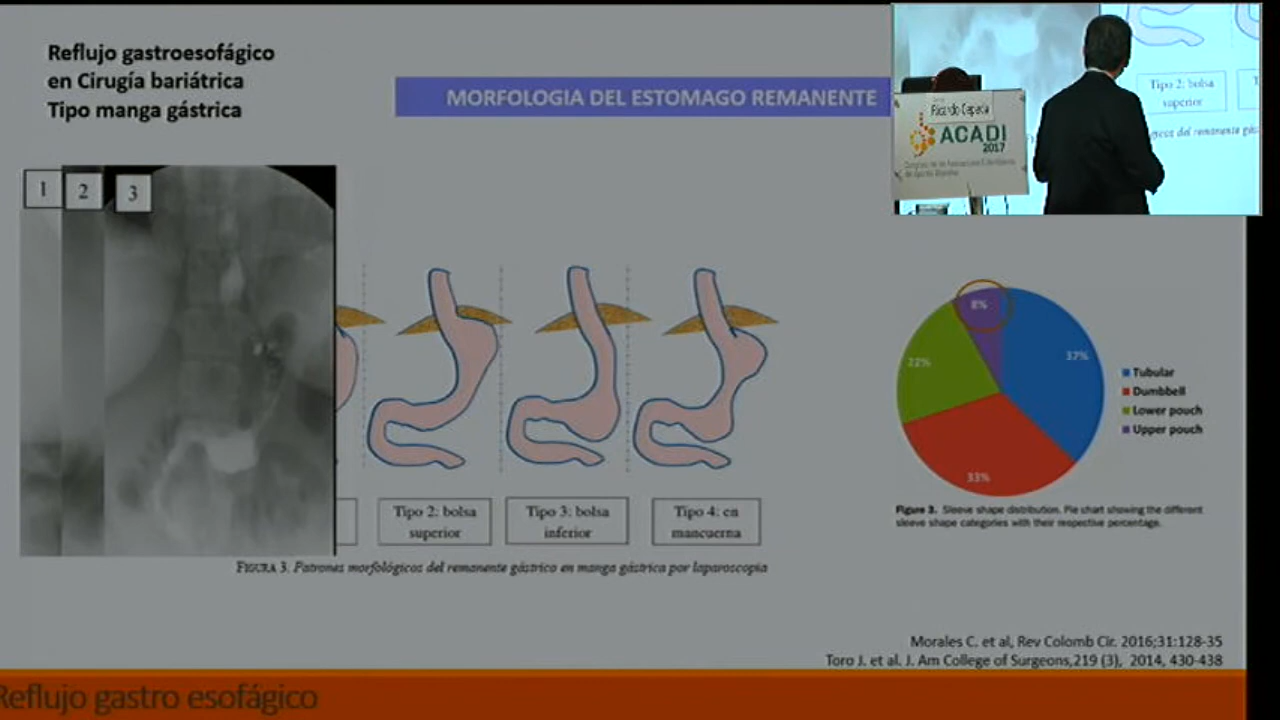 Reflujo gastroesofágico
en Cirugía bariátrica
Tipo manga gástrica
MORFOLOGIA DEL ESTOMAGO REMANENTE
Tipo 2: bolsa
superior
Ricardo Cepeda
ACADI
2017
1
2
3
Tipo 2: bolsa
superior
Tipo 3: bolsa
inferior
Tipo 4: en
mancuerna
FIGURA 3. Patrones morfológicos del remanente gástrico en manga gástrica por laparoscopia
8%
37%
22%
33%
Tubular
Dumbbell
Lower pouch
Upper pouch
Figure 3. Sleeve shape distribution. Pie chart showing the different
sleeve shape categories with their respective percentage.
Morales C. et al, Rev Colomb Cir. 2016;31:128-35
Toro J. et al. J. Am College of Surgeons,219 (3), 2014, 430-438
Reflujo gastro esofágico